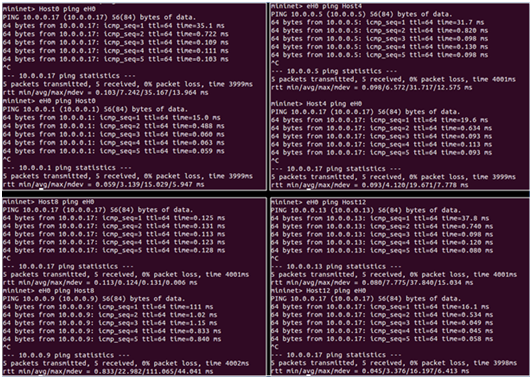 mininet> Host0 ping eH0
PING 10.0.0.17 (10.0.0.17) 56(84) bytes of data.
64 bytes from 10.0.0.17: icmp_seq=1 ttl=64 time=35.1 ms
64 bytes from 10.0.0.17: icmp_seq=2 ttl=64 time=0.722 ms
64 bytes from 10.0.0.17: icmp_seq=3 ttl=64 time=0.109 ms
64 bytes from 10.0.0.17: icmp_seq=4 ttl=64 time=0.111 ms
64 bytes from 10.0.0.17: icmp_seq=5 ttl=64 time=0.103 ms
^C
--- 10.0.0.17 ping statistics ---
5 packets transmitted, 5 received, 0% packet loss, time 3999ms
rtt min/avg/max/mdev = 0.103/7.242/35.167/13.964 ms
mininet> eH0 ping Host0
PING 10.0.0.1 (10.0.0.1) 56(84) bytes of data.
64 bytes from 10.0.0.1: icmp_seq=1 ttl=64 time=15.0 ms
64 bytes from 10.0.0.1: icmp_seq=2 ttl=64 time=0.488 ms
64 bytes from 10.0.0.1: icmp_seq=3 ttl=64 time=0.060 ms
64 bytes from 10.0.0.1: icmp_seq=4 ttl=64 time=0.063 ms
64 bytes from 10.0.0.1: icmp_seq=5 ttl=64 time=0.059 ms
^C
--- 10.0.0.1 ping statistics ---
5 packets transmitted, 5 received, 0% packet loss, time 3999ms
rtt min/avg/max/mdev = 0.059/3.139/15.029/5.947 ms
mininet> eH0 ping Host4
PING 10.0.0.5 (10.0.0.5) 56(84) bytes of data.
64 bytes from 10.0.0.5: icmp_seq=1 ttl=64 time=31.7 ms
64 bytes from 10.0.0.5: icmp_seq=2 ttl=64 time=0.820 ms
64 bytes from 10.0.0.5: icmp_seq=3 ttl=64 time=0.098 ms
64 bytes from 10.0.0.5: icmp_seq=4 ttl=64 time=0.130 ms
64 bytes from 10.0.0.5: icmp_seq=5 ttl=64 time=0.098 ms
^C
--- 10.0.0.5 ping statistics ---
5 packets transmitted, 5 received, 0% packet loss, time 4001ms
rtt min/avg/max/mdev = 0.098/6.572/31.717/12.575 ms
mininet> Host4 ping eH0
PING 10.0.0.17 (10.0.0.17) 56(84) bytes of data.
64 bytes from 10.0.0.17: icmp_seq=1 ttl=64 time=19.6 ms
64 bytes from 10.0.0.17: icmp_seq=2 ttl=64 time=0.634 ms
64 bytes from 10.0.0.17: icmp_seq=3 ttl=64 time=0.093 ms
64 bytes from 10.0.0.17: icmp_seq=4 ttl=64 time=0.113 ms
64 bytes from 10.0.0.17: icmp_seq=5 ttl=64 time=0.093 ms
^C
--- 10.0.0.17 ping statistics ---
5 packets transmitted, 5 received, 0% packet loss, time 3999ms
rtt min/avg/max/mdev = 0.093/4.120/19.671/7.778 ms
mininet> Host8 ping eH0
PING 10.0.0.17 (10.0.0.17) 56(84) bytes of data.
64 bytes from 10.0.0.17: icmp_seq=1 ttl=64 time=0.125 ms
64 bytes from 10.0.0.17: icmp_seq=2 ttl=64 time=0.131 ms
64 bytes from 10.0.0.17: icmp_seq=3 ttl=64 time=0.113 ms
64 bytes from 10.0.0.17: icmp_seq=4 ttl=64 time=0.123 ms
64 bytes from 10.0.0.17: icmp_seq=5 ttl=64 time=0.128 ms
^C
--- 10.0.0.17 ping statistics ---
5 packets transmitted, 5 received, 0% packet loss, time 4001ms
rtt min/avg/max/mdev = 0.113/0.124/0.131/0.006 ms
mininet> eH0 ping Host8
PING 10.0.0.9 (10.0.0.9) 56(84) bytes of data.
64 bytes from 10.0.0.9: icmp_seq=1 ttl=64 time=111 ms
64 bytes from 10.0.0.9: icmp_seq=2 ttl=64 time=1.02 ms
64 bytes from 10.0.0.9: icmp_seq=3 ttl=64 time=1.15 ms
64 bytes from 10.0.0.9: icmp_seq=4 ttl=64 time=0.833 ms
64 bytes from 10.0.0.9: icmp_seq=5 ttl=64 time=0.840 ms
^C
--- 10.0.0.9 ping statistics ---
5 packets transmitted, 5 received, 0% packet loss, time 4002ms
rtt min/avg/max/mdev = 0.833/22.982/111.065/44.041 ms
mininet> eH0 ping Host12
PING 10.0.0.13 (10.0.0.13) 56(84) bytes of data.
64 bytes from 10.0.0.13: icmp_seq=1 ttl=64 time=37.8 ms
64 bytes from 10.0.0.13: icmp_seq=2 ttl=64 time=0.740 ms
64 bytes from 10.0.0.13: icmp_seq=3 ttl=64 time=0.098 ms
64 bytes from 10.0.0.13: icmp_seq=4 ttl=64 time=0.120 ms
64 bytes from 10.0.0.13: icmp_seq=5 ttl=64 time=0.080 ms
^C
--- 10.0.0.13 ping statistics ---
5 packets transmitted, 5 received, 0% packet loss, time 4001ms
rtt min/avg/max/mdev = 0.080/7.775/37.840/15.034 ms
mininet> Host12 ping eH0
PING 10.0.0.17 (10.0.0.17) 56(84) bytes of data.
64 bytes from 10.0.0.17: icmp_seq=1 ttl=64 time=16.1 ms
64 bytes from 10.0.0.17: icmp_seq=2 ttl=64 time=0.534 ms
64 bytes from 10.0.0.17: icmp_seq=3 ttl=64 time=0.049 ms
64 bytes from 10.0.0.17: icmp_seq=4 ttl=64 time=0.045 ms
64 bytes from 10.0.0.17: icmp_seq=5 ttl=64 time=0.058 ms
^C
--- 10.0.0.17 ping statistics ---
5 packets transmitted, 5 received, 0% packet loss, time 3998ms
rtt min/avg/max/mdev = 0.045/3.376/16.197/6.413 ms